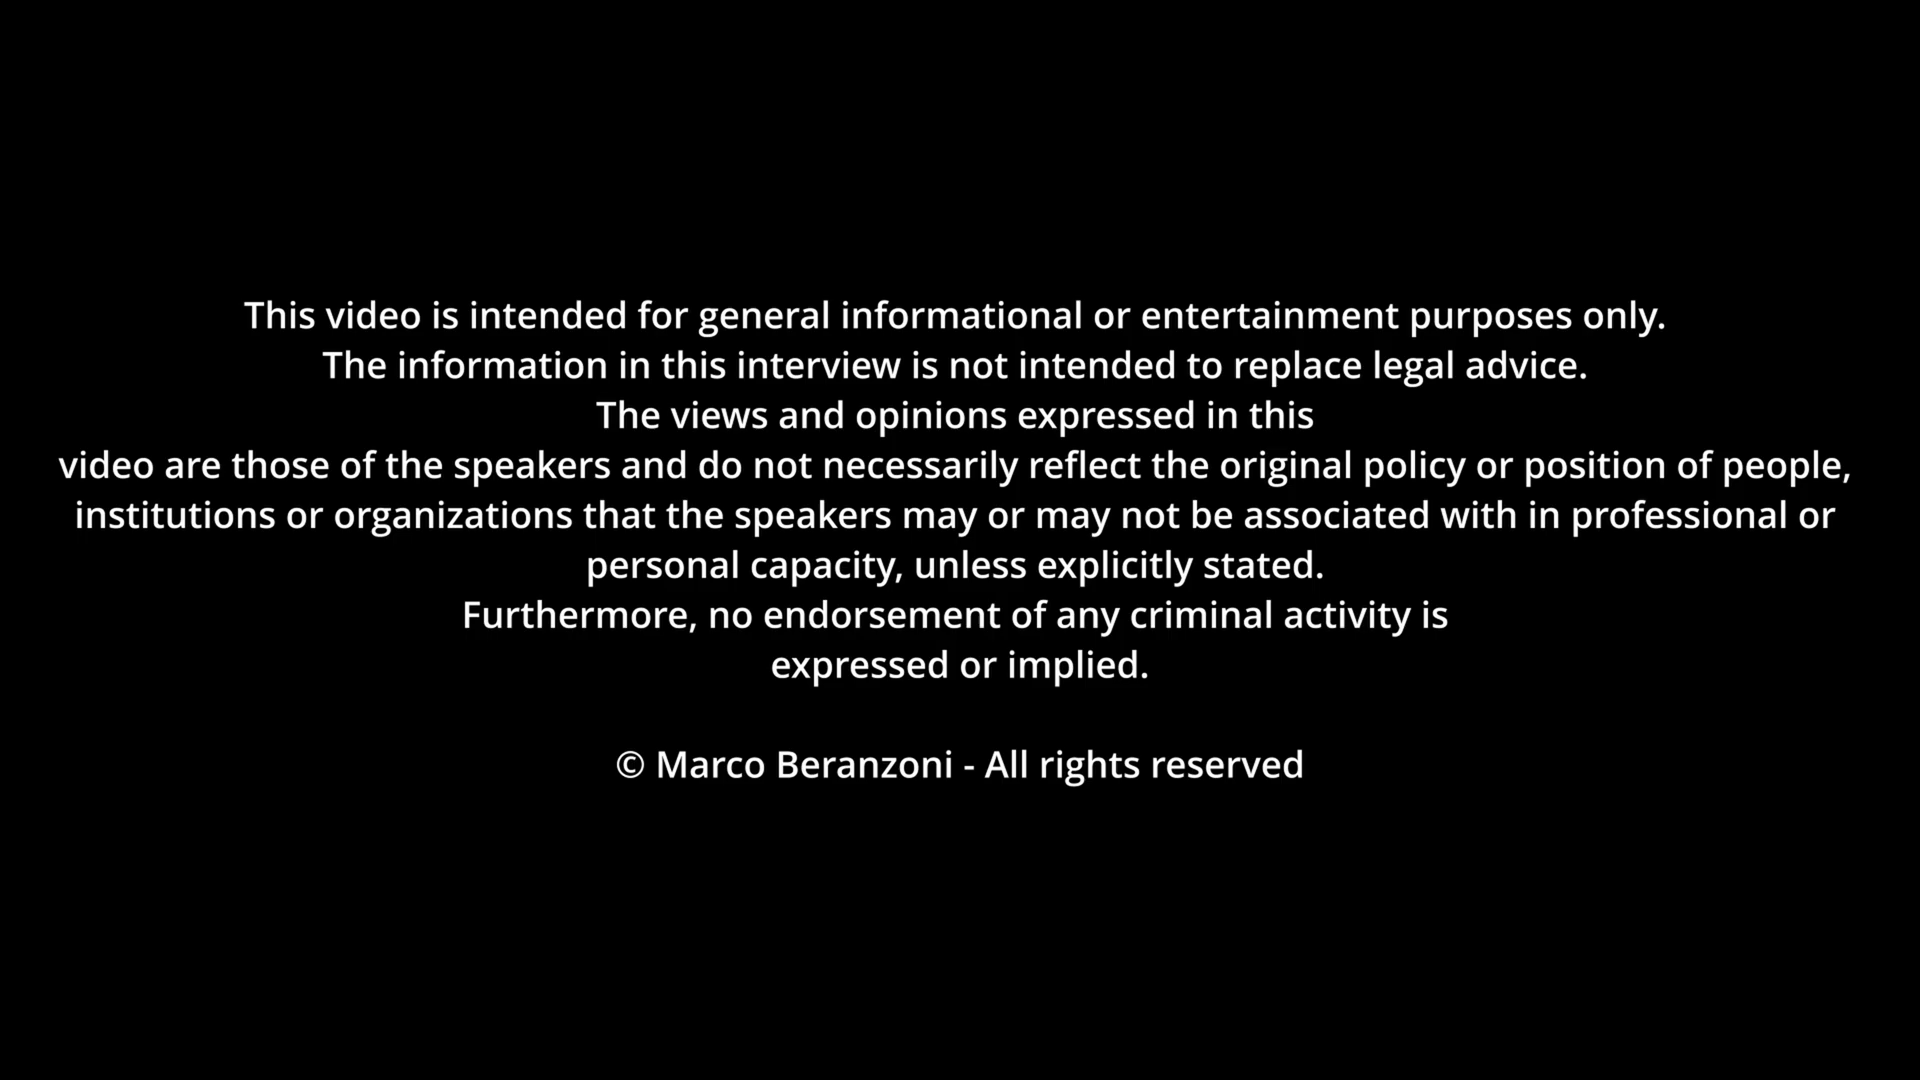 This video is intended for general informational or entertainment purposes only.
The information in this interview is not intended to replace legal advice.
The views and opinions expressed in this
video are those of the speakers and do not necessarily reflect the original policy or position of people,
institutions or organizations that the speakers may or may not be associated with in professional or
personal capacity, unless explicitly stated.
Furthermore, no endorsement of any criminal activity is
expressed or implied.
© Marco Beranzoni - All rights reserved